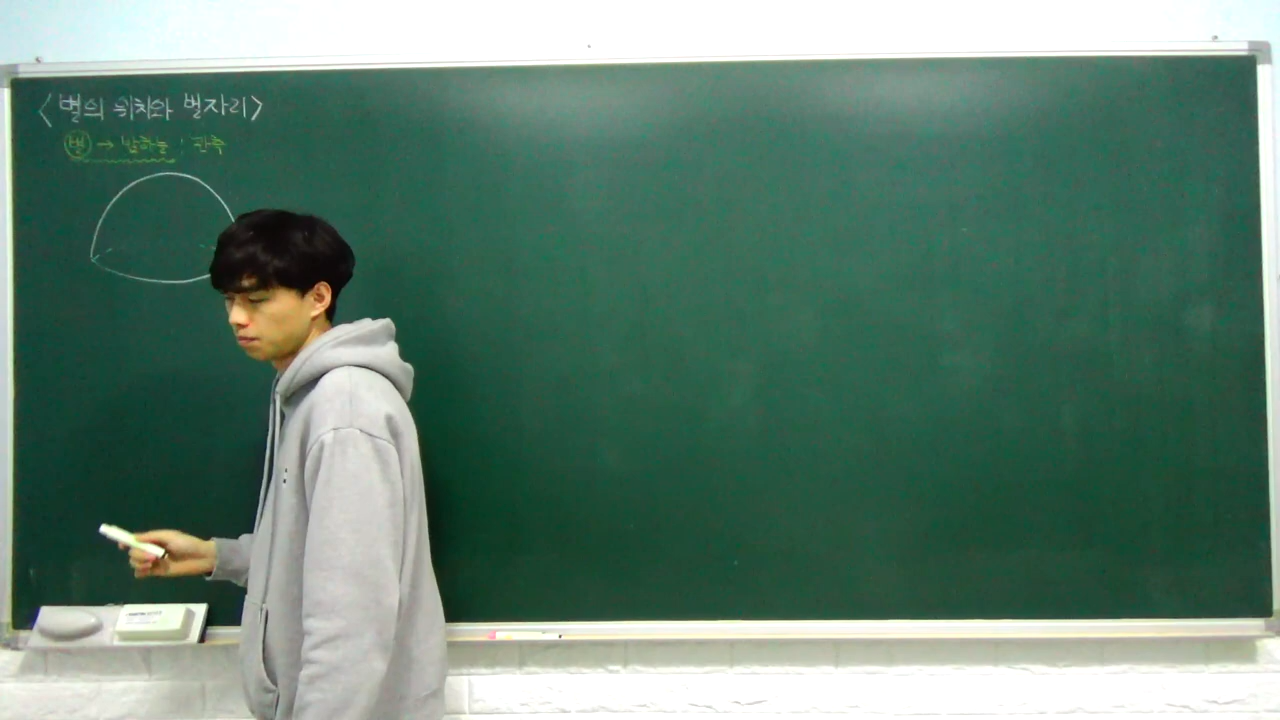 <별의 위치와 별자리>
별 → 밤하늘 : 관측